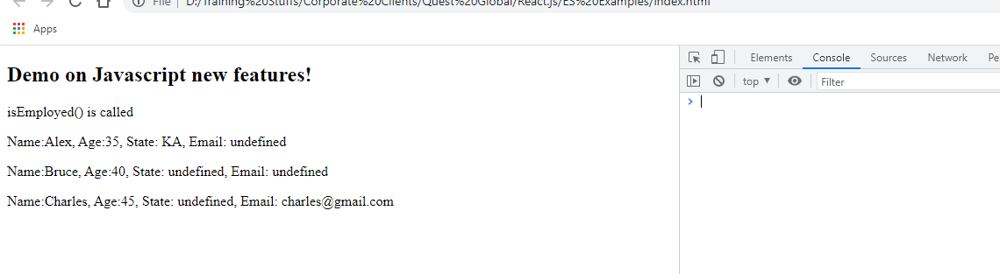 File | D:/Training%20Stuffs/Corporate%20Clients/Quest%20Global/React.js/ES%20Examples/index.html
Apps
Demo on Javascript new features!
isEmployed() is called
Name:Alex, Age:35, State: KA, Email: undefined
Name:Bruce, Age:40, State: undefined, Email: undefined
Name:Charles, Age:45, State: undefined, Email: charles@gmail.com
Elements Console Sources Network Pe
top ▼ Filter
>